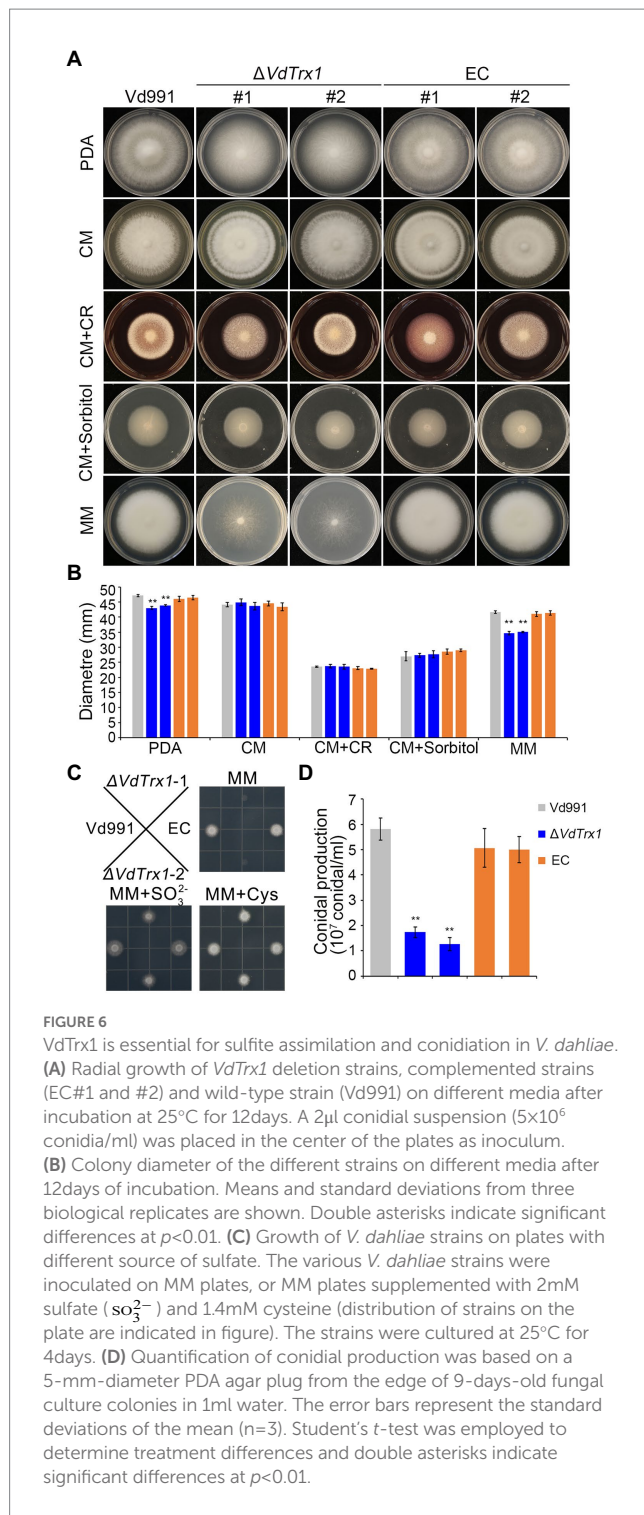 A
ΔVdTrx1 EC
Vd991 #1 #2 #1 #2
PDA
CM
CM+CR
CM+Sorbitol
MM
B
Diametre (mm)
50
45
40
35
30
25
20
15
10
5
0
** **
** **
PDA CM CM+CR CM+Sorbitol MM
C
ΔVdTrx1-1
Vd991 EC
ΔVdTrx1-2
MM
MM+SO₃²⁻ MM+Cys
D
Conidal production
(10⁷ conidal/ml)
7
6
5
4
3
2
1
0
** **
Vd991
ΔVdTrx1
EC
FIGURE 6
VdTrx1 is essential for sulfite assimilation and conidiation in V. dahliae.
(A) Radial growth of VdTrx1 deletion strains, complemented strains
(EC#1 and #2) and wild-type strain (Vd991) on different media after
incubation at 25°C for 12days. A 2μl conidial suspension (5×10⁶
conidia/ml) was placed in the center of the plates as inoculum.
(B) Colony diameter of the different strains on different media after
12days of incubation. Means and standard deviations from three
biological replicates are shown. Double asterisks indicate significant
differences at p<0.01. (C) Growth of V. dahliae strains on plates with
different source of sulfate. The various V. dahliae strains were
inoculated on MM plates, or MM plates supplemented with 2mM
sulfate (so₃²⁻) and 1.4mM cysteine (distribution of strains on the
plate are indicated in figure). The strains were cultured at 25°C for
4days. (D) Quantification of conidial production was based on a
5-mm-diameter PDA agar plug from the edge of 9-days-old fungal
culture colonies in 1ml water. The error bars represent the standard
deviations of the mean (n=3). Student's t-test was employed to
determine treatment differences and double asterisks indicate
significant differences at p<0.01.